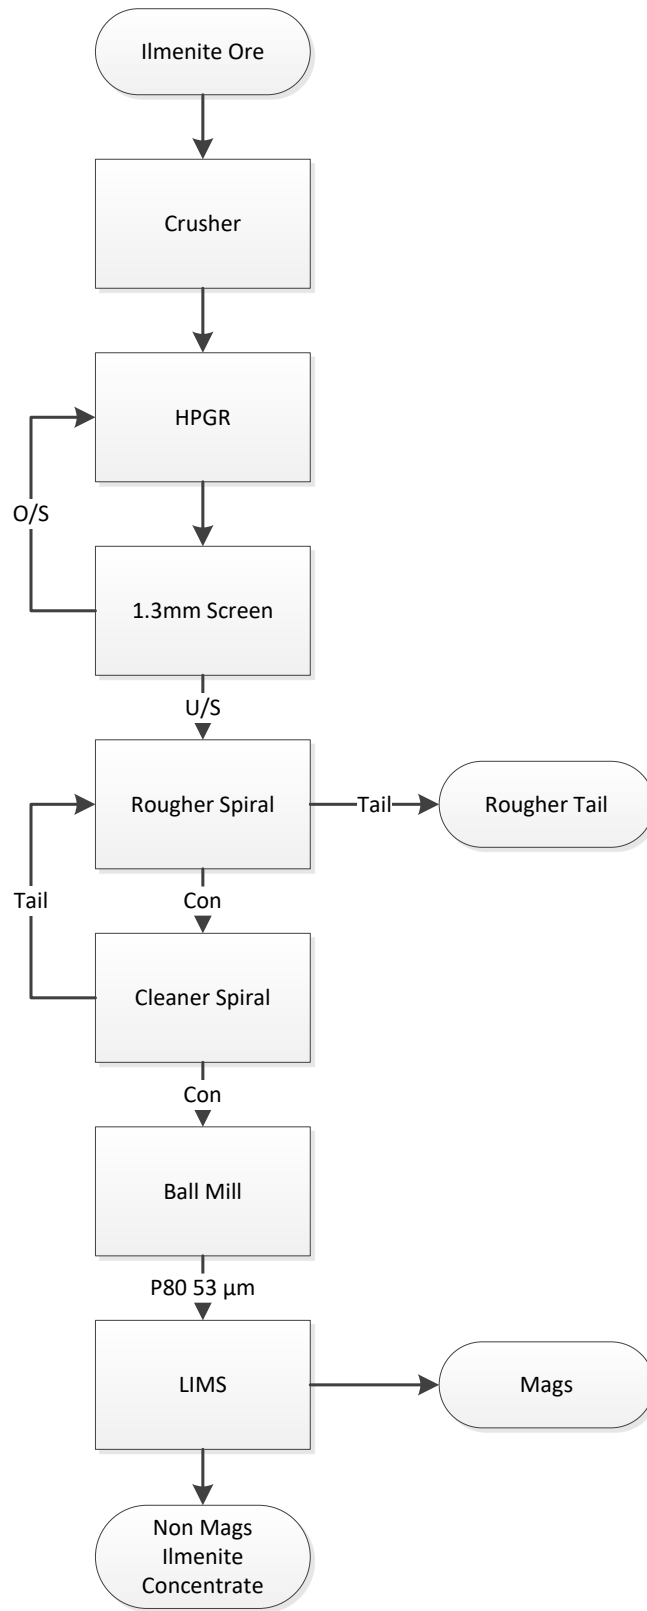 Ilmenite Ore
Crusher
HPGR
O/S
1.3mm Screen
U/S
Rougher Spiral
Tail
Rougher Tail
Tail
Con
Cleaner Spiral
Con
Ball Mill
P80 53 µm
LIMS
Mags
Non Mags
Ilmenite
Concentrate